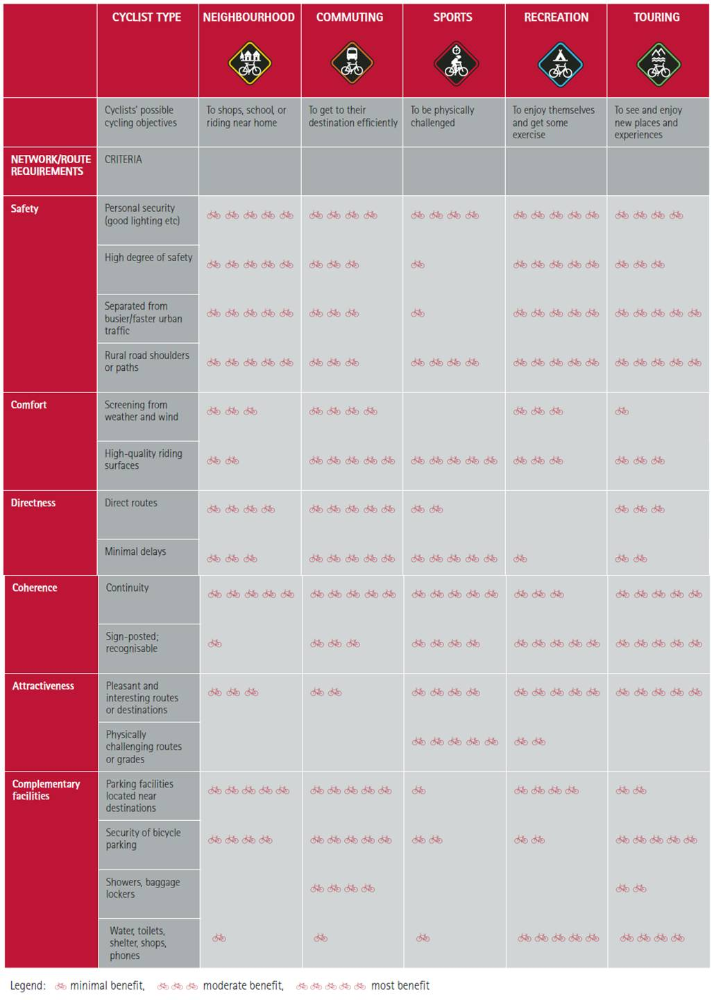 CYCLIST TYPE
NEIGHBOURHOOD
COMMUTING
SPORTS
RECREATION
TOURING
Cyclists' possible
cycling objectives
To shops, school, or
riding near home
To get to their
destination efficiently
To be physically
challenged
To enjoy themselves
and get some
exercise
To see and enjoy
new places and
experiences
NETWORK/ROUTE
REQUIREMENTS
CRITERIA
Safety
Personal security
(good lighting etc)
High degree of safety
Separated from
busier/faster urban
traffic
Rural road shoulders
or paths
Comfort
Screening from
weather and wind
High-quality riding
surfaces
Directness
Direct routes
Minimal delays
Coherence
Continuity
Sign-posted;
recognisable
Attractiveness
Pleasant and
interesting routes
or destinations
Physically
challenging routes
or grades
Complementary
facilities
Parking facilities
located near
destinations
Security of bicycle
parking
Showers, baggage
lockers
Water, toilets,
shelter, shops,
phones
Legend: minimal benefit, moderate benefit, most benefit